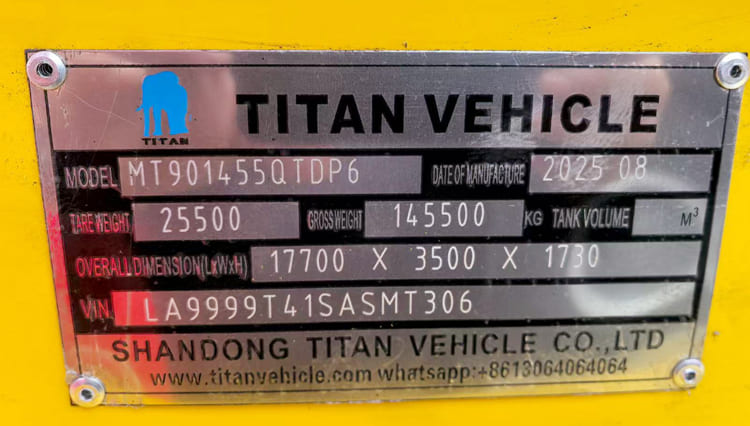 TITAN
TITAN VEHICLE
MODEL MT901455QTDP6 DATE OF MANUFACTURE 2025 08
TARE WEIGHT 25500 GROSS WEIGHT 145500 KG TANK VOLUME M³
OVERALL DIMENSION(LxWxH) 17700 X 3500 X 1730
VIN LA9999T41SASMT306
SHANDONG TITAN VEHICLE CO.,LTD
www.titanvehicle.com whatsapp:+8613064064064